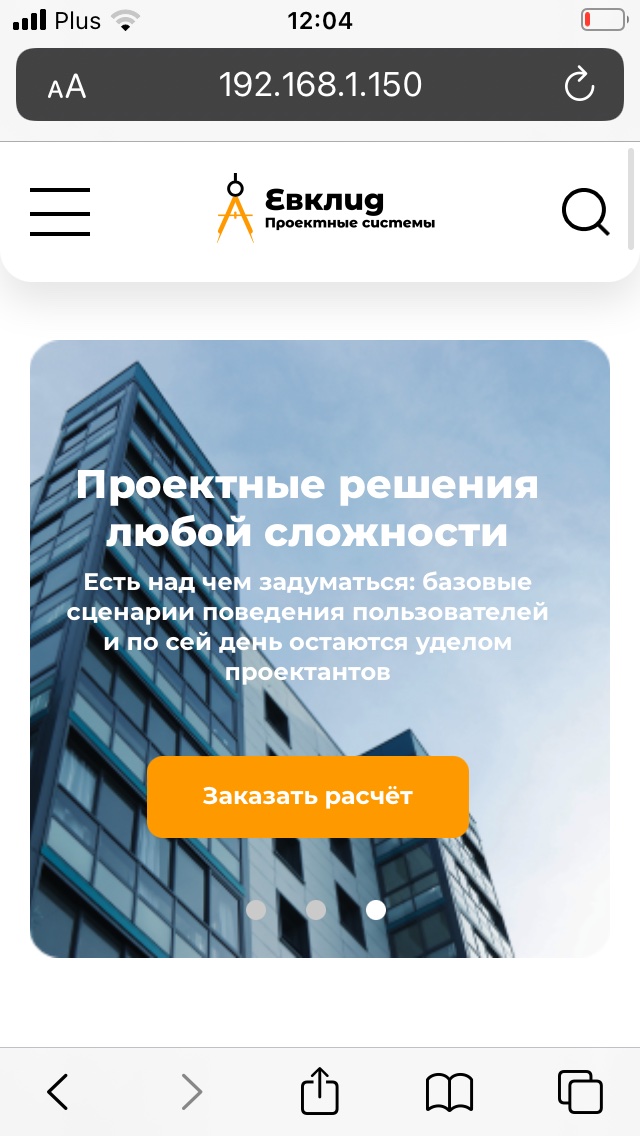 Plus 12:04
AA 192.168.1.150
Евклид
Проектные системы
Проектные решения
любой сложности
Есть над чем задуматься: базовые
сценарии поведения пользователей
и по сей день остаются уделом
проектантов
Заказать расчёт